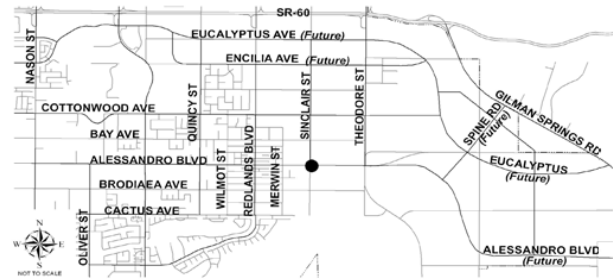 SR-60
EUCALYPTUS AVE (Future)
ENCILIA AVE (Future)
NASON ST
QUINCY ST
SINCLAIR ST
THEODORE ST
GILMAN SPRINGS RD
COTTONWOOD AVE
SPINE RD
(Future)
BAY AVE
WILMOT ST
REDLANDS BLVD
MERWIN ST
ALESSANDRO BLVD
EUCALYPTUS
(Future)
BRODIAEA AVE
CACTUS AVE
OLIVER ST
ALESSANDRO BLVD
(Future)
N
W
E
S
NOT TO SCALE